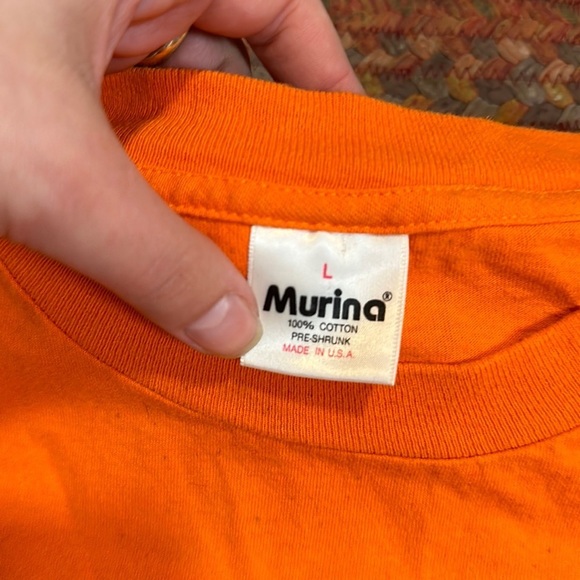 L
Murina®
100% COTTON
PRE-SHRUNK
MADE IN U.S.A.